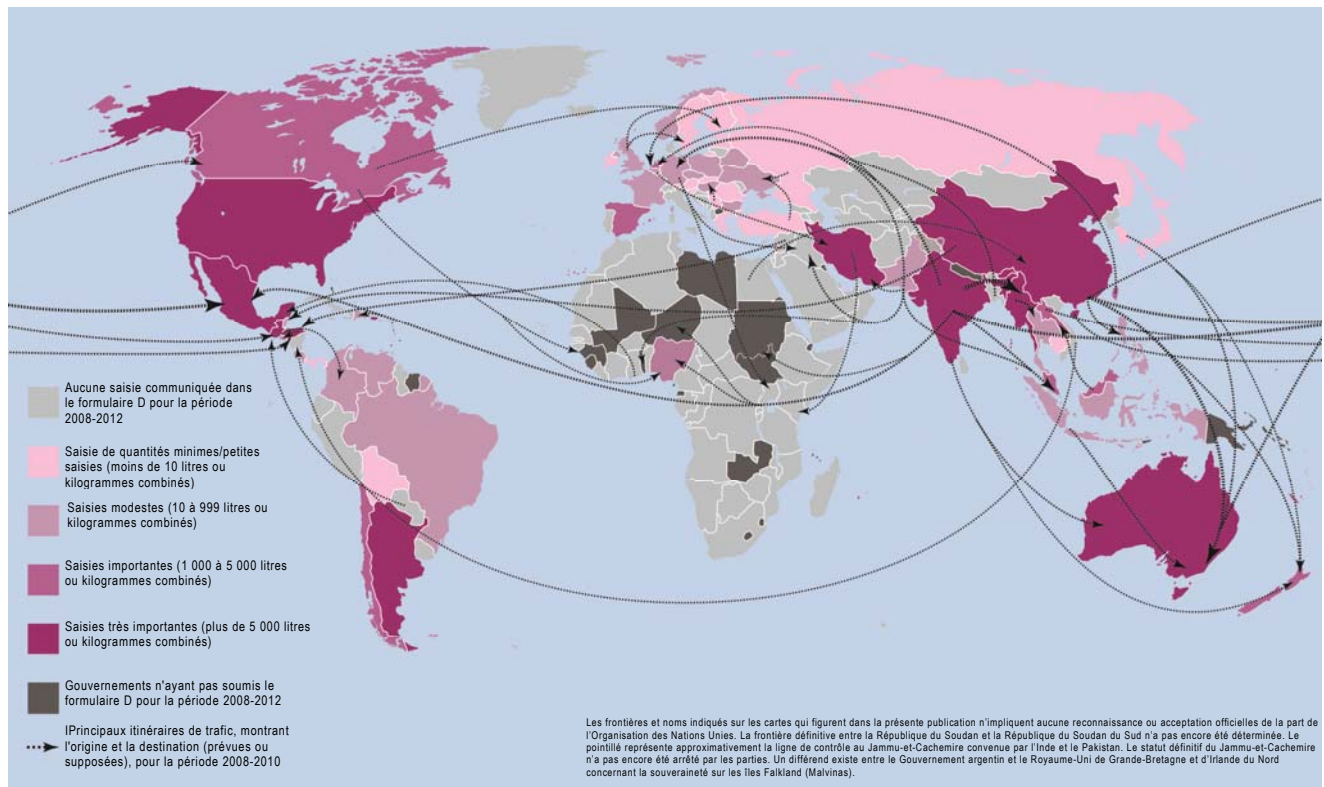 Aucune saisie communiquée dans
le formulaire D pour la période
2008-2012
Saisie de quantités minimes/petites
saisies (moins de 10 litres ou
kilogrammes combinés)
Saisies modestes (10 à 999 litres ou
kilogrammes combinés)
Saisies importantes (1 000 à 5 000 litres
ou kilogrammes combinés)
Saisies très importantes (plus de 5 000 litres
ou kilogrammes combinés)
Gouvernements n'ayant pas soumis le
formulaire D pour la période 2008-2012
IPrincipaux itinéraires de trafic, montrant
l'origine et la destination (prévues ou
supposées), pour la période 2008-2010
Les frontières et noms indiqués sur les cartes qui figurent dans la présente publication n’impliquent aucune reconnaissance ou acceptation officielles de la part de
l’Organisation des Nations Unies. La frontière définitive entre la République du Soudan et la République du Soudan du Sud n’a pas encore été déterminée. Le
pointillé représente approximativement la ligne de contrôle au Jammu-et-Cachemire convenue par l’Inde et le Pakistan. Le statut définitif du Jammu-et-Cachemire
n’a pas encore été arrêté par les parties. Un différend existe entre le Gouvernement argentin et le Royaume-Uni de Grande-Bretagne et d’Irlande du Nord
concernant la souveraineté sur les îles Falkland (Malvinas).